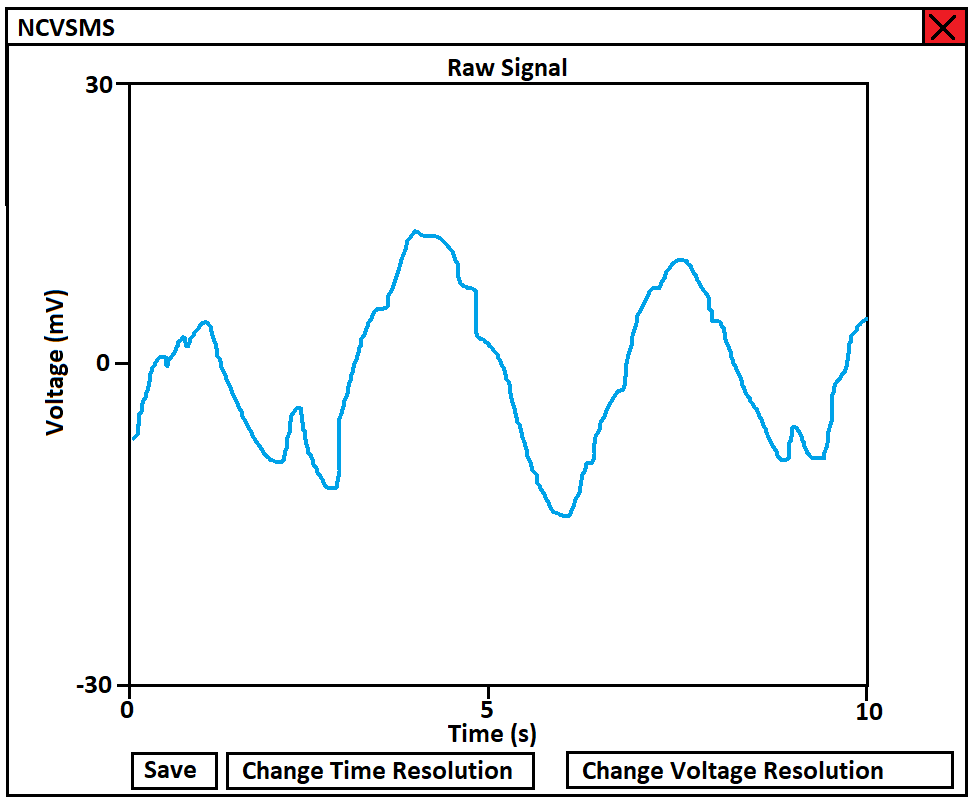 NCVSMS
Raw Signal
30
0
-30
Voltage (mV)
0 5 10
Time (s)
Save Change Time Resolution Change Voltage Resolution